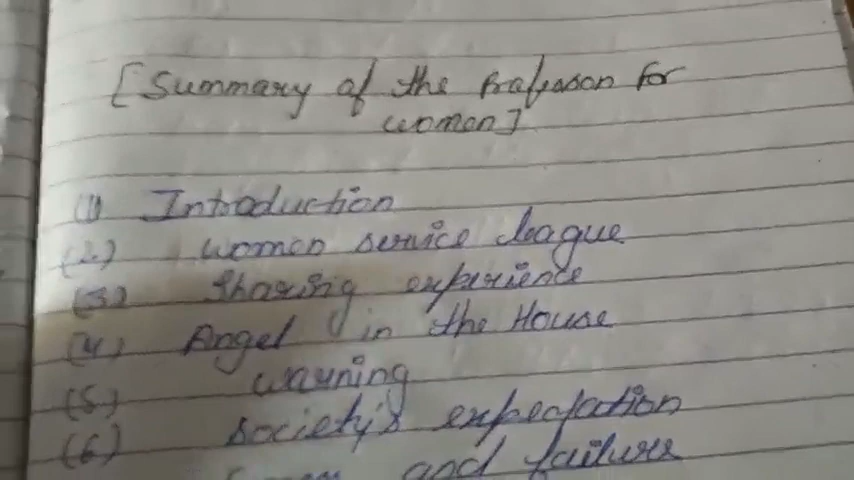 [Summary of the Profession for
women]
(1) Introduction
(2) women service league
(3) Sharing experience
(4) Angel in the House
(5) warning
(6) society's expectation
and failure